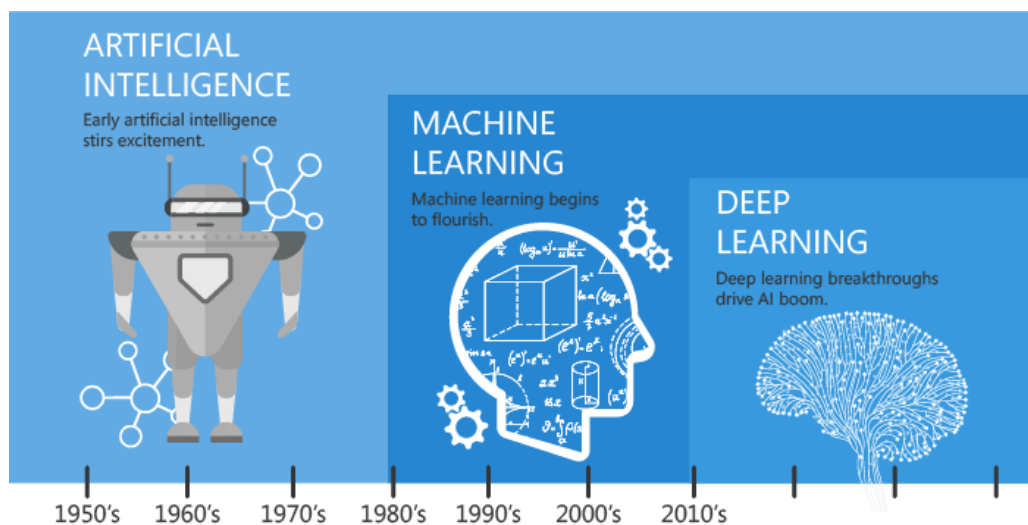 ARTIFICIAL
INTELLIGENCE
Early artificial intelligence
stirs excitement.
MACHINE
LEARNING
Machine learning begins
to flourish.
DEEP
LEARNING
Deep learning breakthroughs
drive AI boom.
1950's 1960's 1970's 1980's 1990's 2000's 2010's